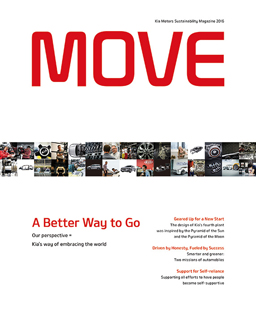 Kia Motors Sustainability Magazine 2016
MOVE
A Better Way to Go
Our perspective =
Kia's way of embracing the world
Geared Up for a New Start
The design of Kia's fourth plant
was inspired by the Pyramid of the Sun
and the Pyramid of the Moon
Driven by Honesty, Fueled by Success
Smarter and greener:
Two missions of automobiles
Support for Self-reliance
Supporting all efforts to have people
become self-supportive